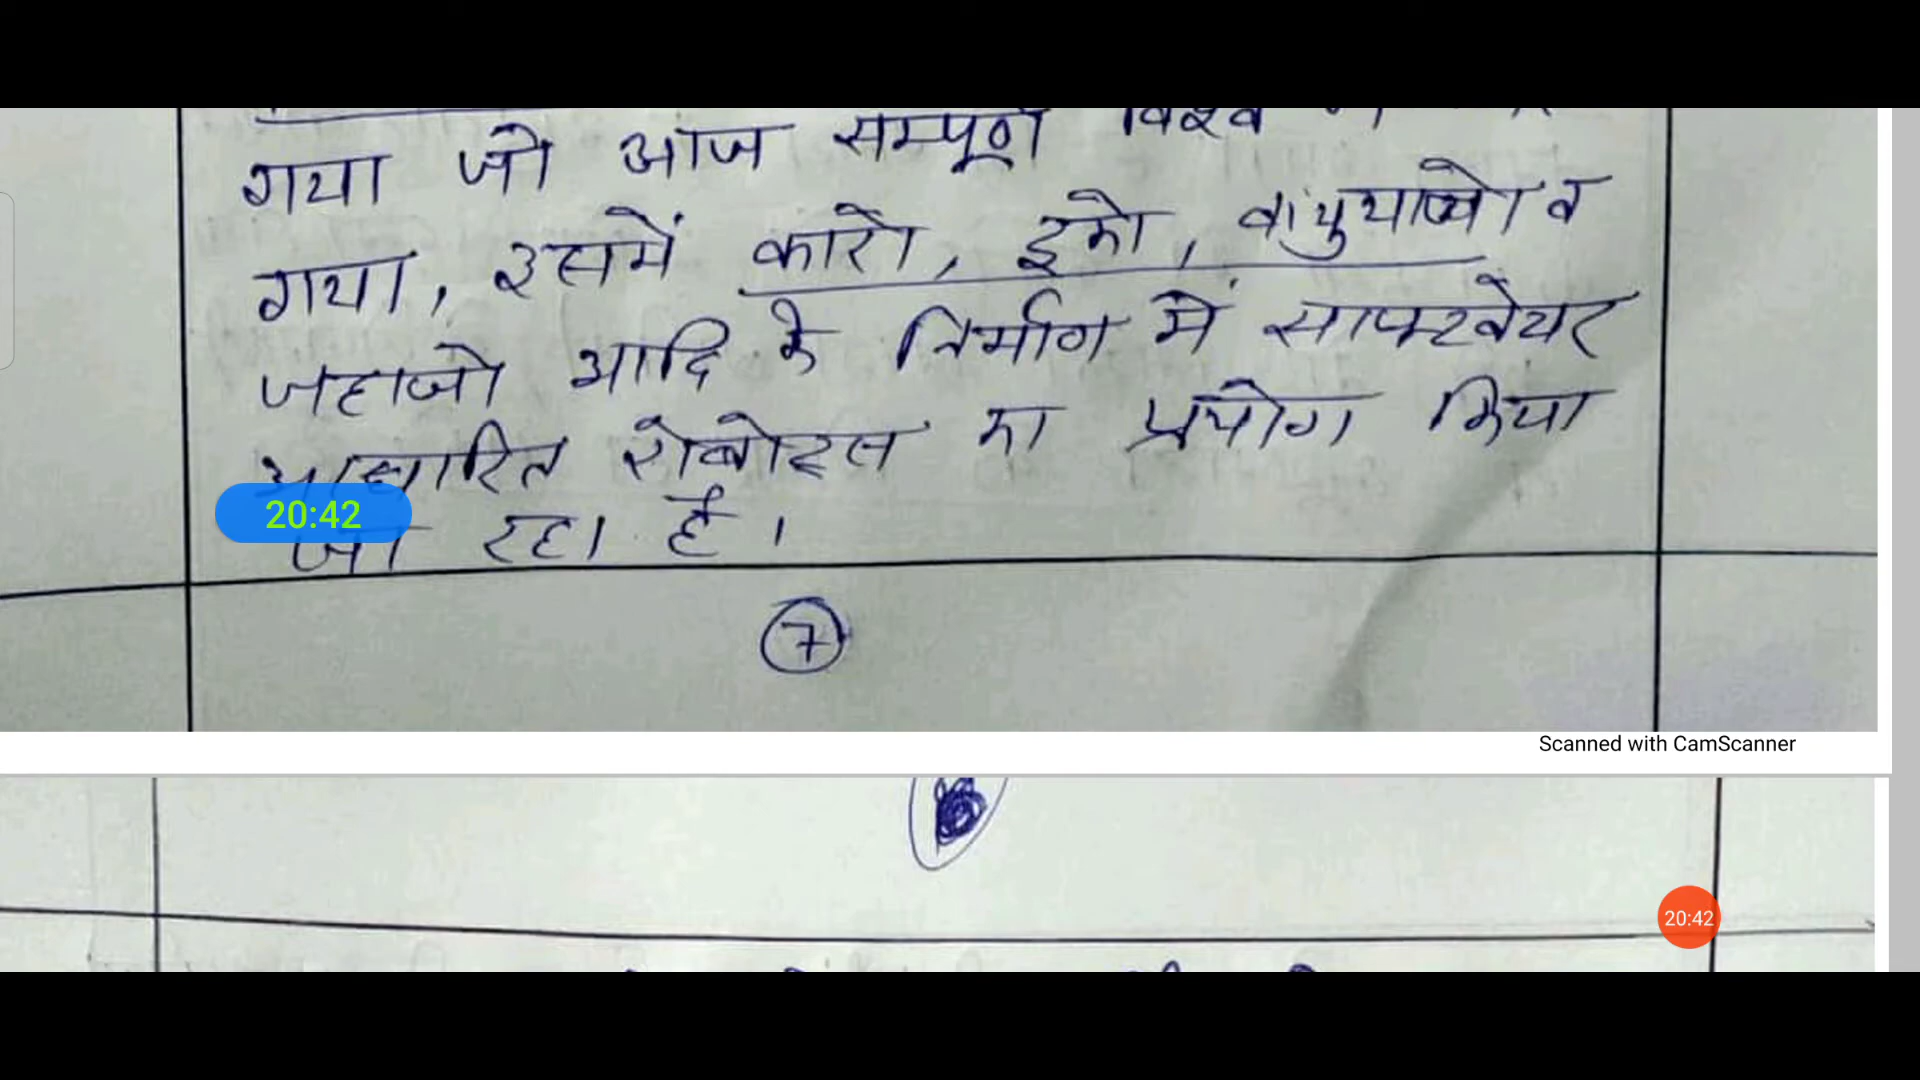 गया जो आज सम्पूर्ण विश्व
गया, इसमें कारो, ट्रको, वायुयानो व
जहाजो आदि के निर्माण में साफ्टवेयर
आधारित रोबोट्स का प्रयोग किया
20:42
जा रहा है।
7
Scanned with CamScanner
20:42